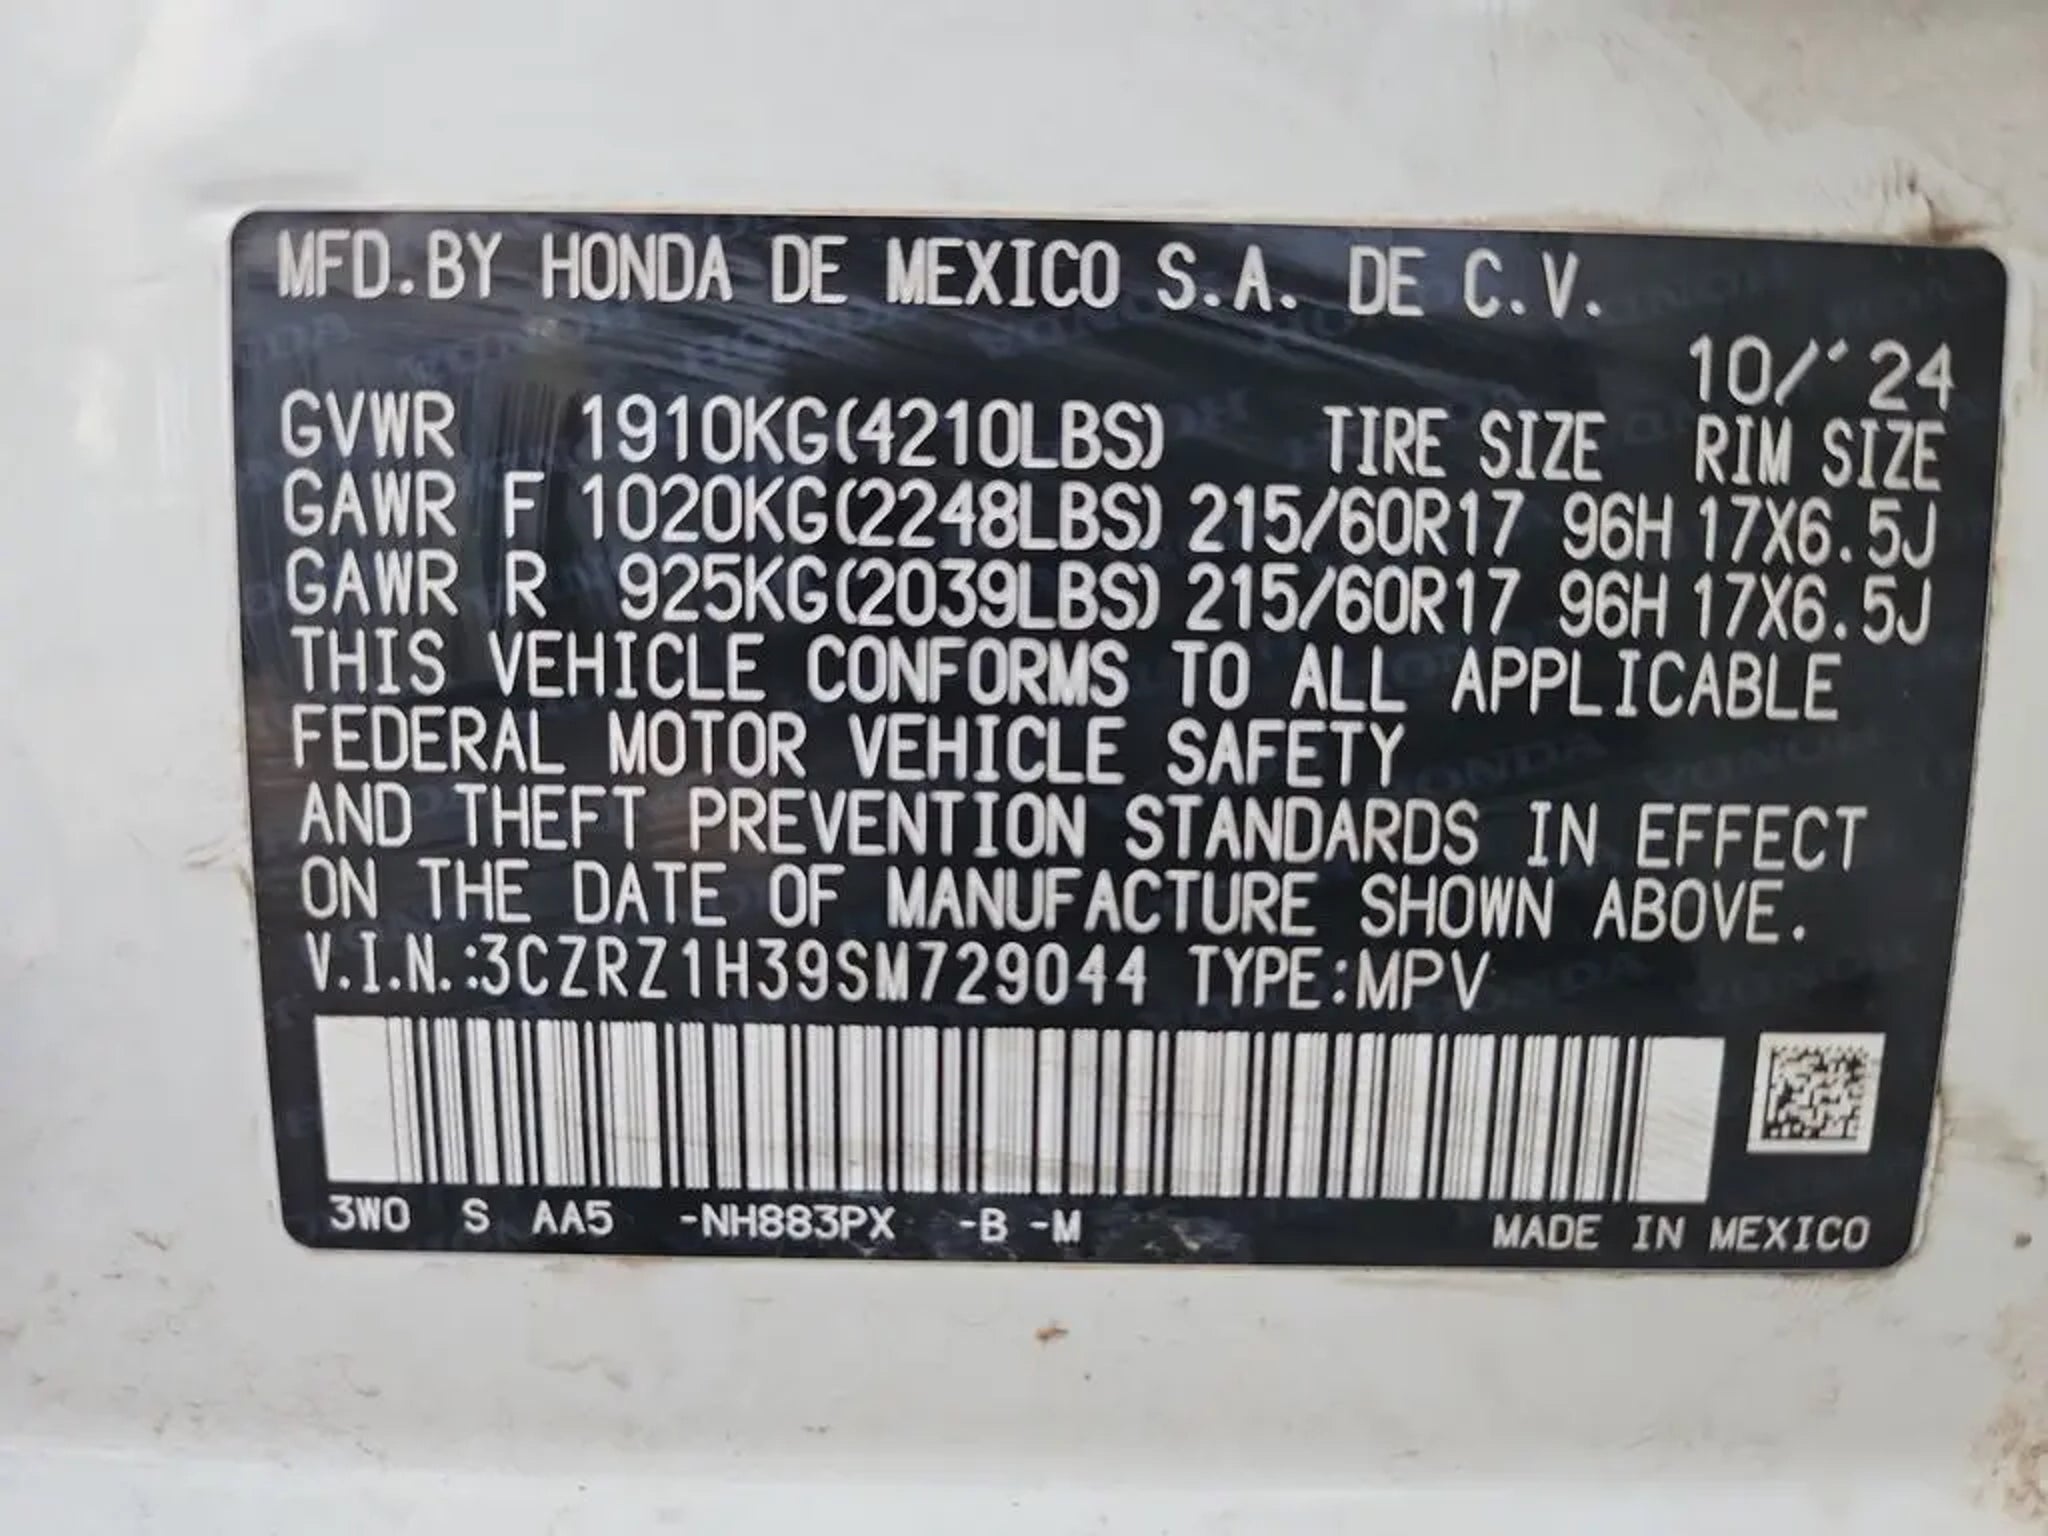 MFD.BY HONDA DE MEXICO S.A. DE C.V.
10/'24
GVWR 1910KG(4210LBS) TIRE SIZE RIM SIZE
GAWR F 1020KG(2248LBS) 215/60R17 96H 17X6.5J
GAWR R 925KG(2039LBS) 215/60R17 96H 17X6.5J
THIS VEHICLE CONFORMS TO ALL APPLICABLE
FEDERAL MOTOR VEHICLE SAFETY
AND THEFT PREVENTION STANDARDS IN EFFECT
ON THE DATE OF MANUFACTURE SHOWN ABOVE.
V.I.N.:3CZRZ1H39SM729044 TYPE:MPV
3W0 S AA5 -NH883PX -B -M MADE IN MEXICO